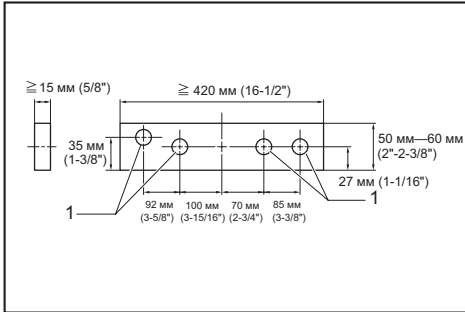 ≧ 15 мм (5/8")
≧ 420 мм (16-1/2")
35 мм
(1-3/8")
50 мм—60 мм
(2"-2-3/8")
27 мм (1-1/16")
1
1
92 мм
(3-5/8")
100 мм
(3-15/16")
70 мм
(2-3/4")
85 мм
(3-3/8")